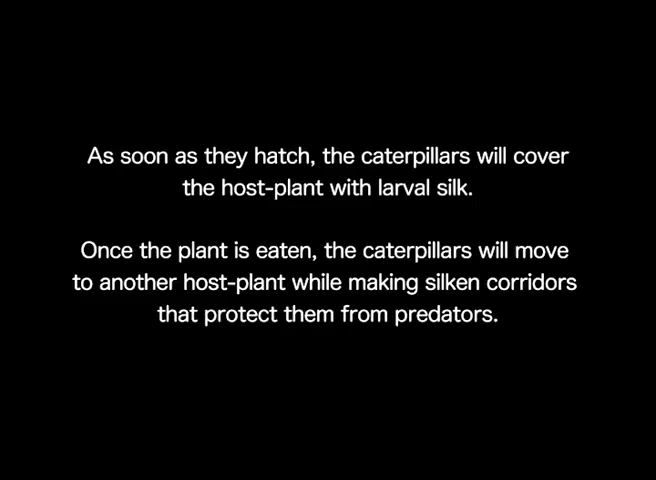 As soon as they hatch, the caterpillars will cover
the host-plant with larval silk.
Once the plant is eaten, the caterpillars will move
to another host-plant while making silken corridors
that protect them from predators.